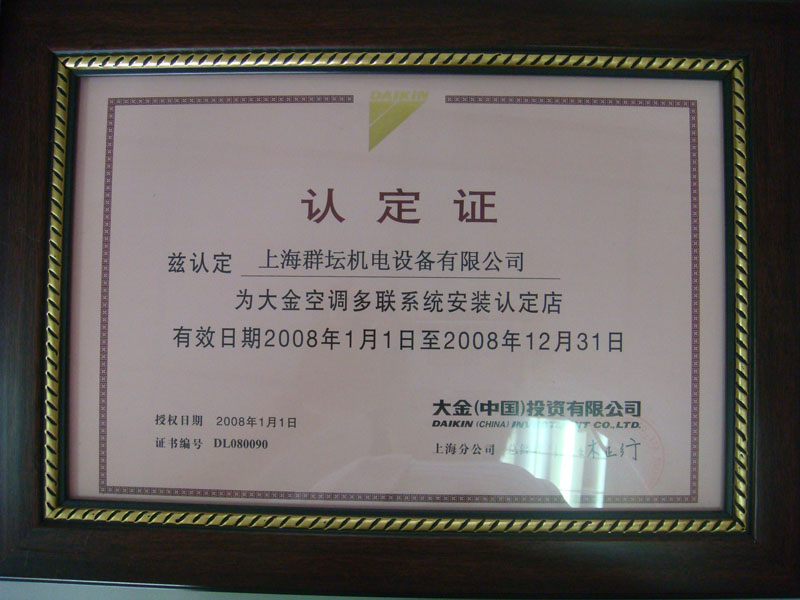 DAIKIN
认定证
兹认定 上海群坛机电设备有限公司
为大金空调多联系统安装认定店
有效日期2008年1月1日至2008年12月31日
大金(中国)投资有限公司
DAIKIN (CHINA) INVESTMENT CO.,LTD.
授权日期 2008年1月1日
证书编号 DL080090
上海分公司